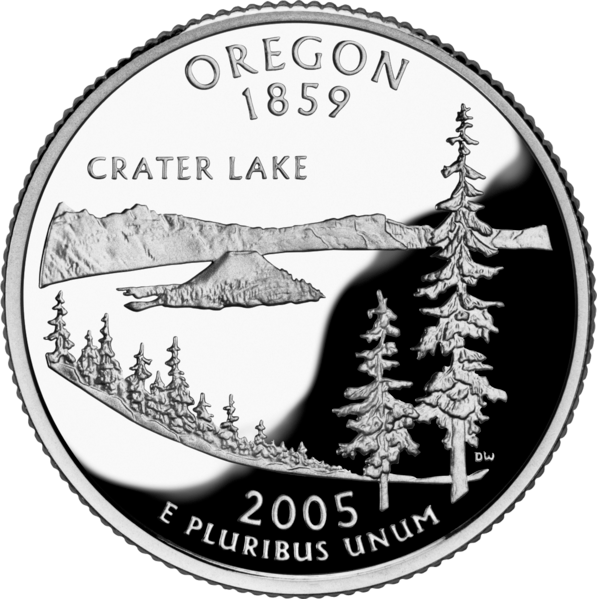 OREGON
1859
CRATER LAKE
DW
2005
E PLURIBUS UNUM